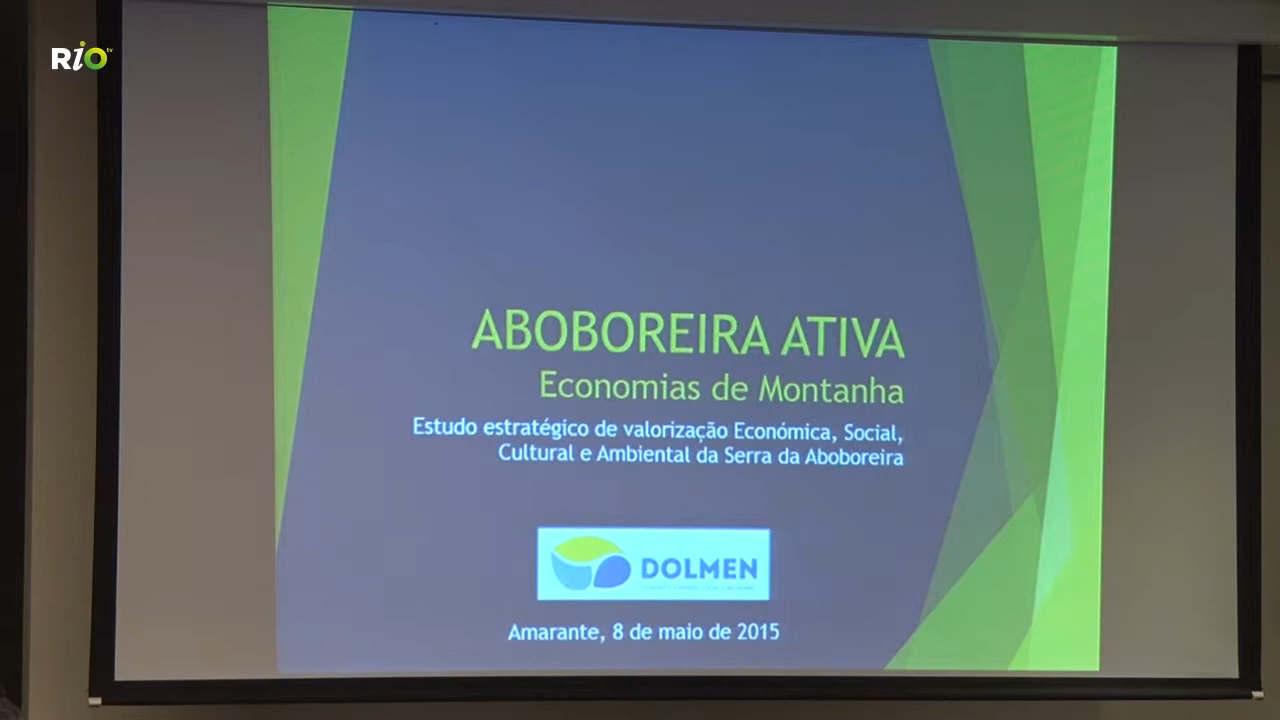 RiO tv
ABOBOREIRA ATIVA
Economias de Montanha
Estudo estratégico de valorização Económica, Social,
Cultural e Ambiental da Serra da Aboboreira
DOLMEN
Amarante, 8 de maio de 2015